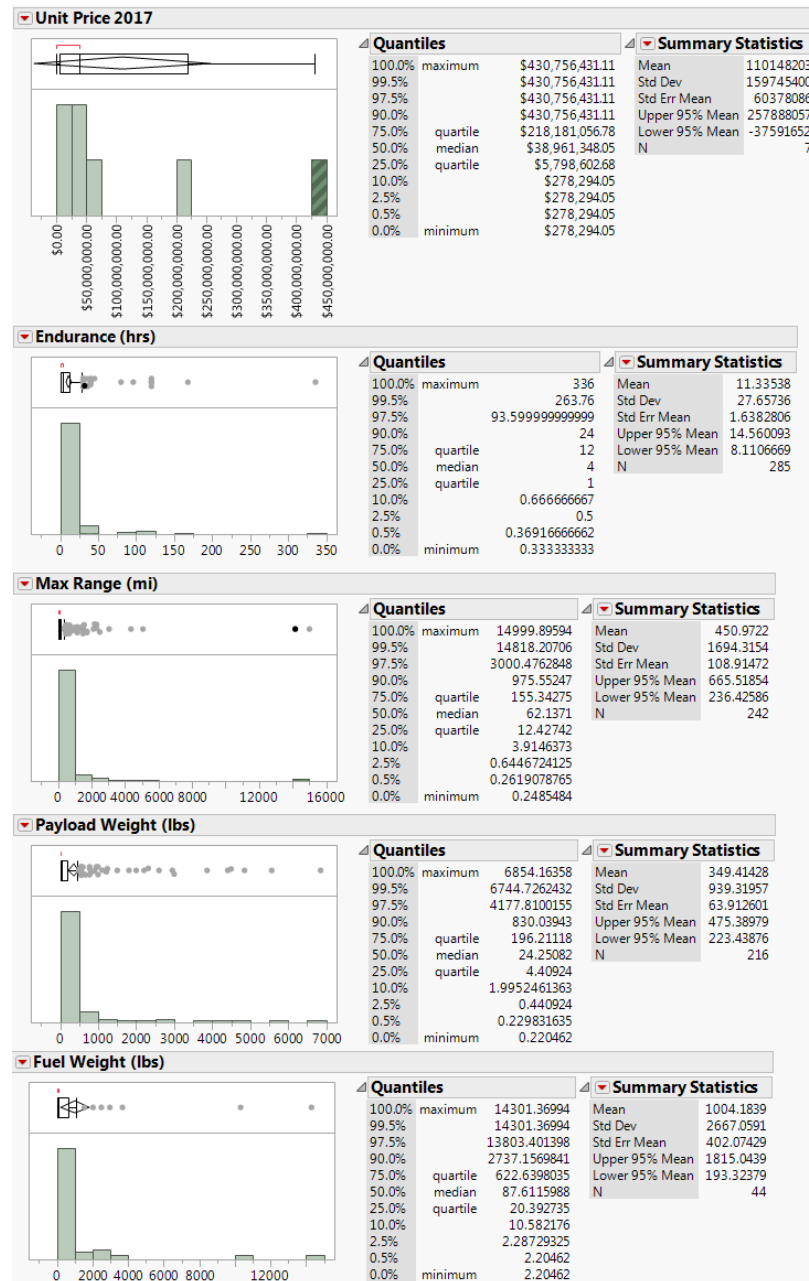 Unit Price 2017
$0.00
$50,000,000.00
$100,000,000.00
$150,000,000.00
$200,000,000.00
$250,000,000.00
$300,000,000.00
$350,000,000.00
$400,000,000.00
$450,000,000.00
Quantiles
100.0% maximum $430,756,431.11
99.5% $430,756,431.11
97.5% $430,756,431.11
90.0% $430,756,431.11
75.0% quartile $218,181,056.78
50.0% median $38,961,348.05
25.0% quartile $5,798,602.68
10.0% $278,294.05
2.5% $278,294.05
0.5% $278,294.05
0.0% minimum $278,294.05
Summary Statistics
Mean 110148203
Std Dev 159745400
Std Err Mean 60378086
Upper 95% Mean 257888057
Lower 95% Mean -37591652
N 7
Endurance (hrs)
0 50 100 150 200 250 300 350
Quantiles
100.0% maximum 336
99.5% 263.76
97.5% 93.599999999999
90.0% 24
75.0% quartile 12
50.0% median 4
25.0% quartile 1
10.0% 0.666666667
2.5% 0.5
0.5% 0.36916666662
0.0% minimum 0.333333333
Summary Statistics
Mean 11.33538
Std Dev 27.65736
Std Err Mean 1.6382806
Upper 95% Mean 14.560093
Lower 95% Mean 8.1106669
N 285
Max Range (mi)
0 2000 4000 6000 8000 12000 16000
Quantiles
100.0% maximum 14999.89594
99.5% 14818.20706
97.5% 3000.4762848
90.0% 975.55247
75.0% quartile 155.34275
50.0% median 62.1371
25.0% quartile 12.42742
10.0% 3.9146373
2.5% 0.6446724125
0.5% 0.2619078765
0.0% minimum 0.2485484
Summary Statistics
Mean 450.9722
Std Dev 1694.3154
Std Err Mean 108.91472
Upper 95% Mean 665.51854
Lower 95% Mean 236.42586
N 242
Payload Weight (lbs)
0 1000 2000 3000 4000 5000 6000 7000
Quantiles
100.0% maximum 6854.16358
99.5% 6744.7262432
97.5% 4177.8100155
90.0% 830.03943
75.0% quartile 196.21118
50.0% median 24.25082
25.0% quartile 4.40924
10.0% 1.9952461363
2.5% 0.440924
0.5% 0.229831635
0.0% minimum 0.220462
Summary Statistics
Mean 349.41428
Std Dev 939.31957
Std Err Mean 63.912601
Upper 95% Mean 475.38979
Lower 95% Mean 223.43876
N 216
Fuel Weight (lbs)
0 2000 4000 6000 8000 12000
Quantiles
100.0% maximum 14301.36994
99.5% 14301.36994
97.5% 13803.401398
90.0% 2737.1569841
75.0% quartile 622.6398035
50.0% median 87.6115988
25.0% quartile 20.392735
10.0% 10.582176
2.5% 2.28729325
0.5% 2.20462
0.0% minimum 2.20462
Summary Statistics
Mean 1004.1839
Std Dev 2667.0591
Std Err Mean 402.07429
Upper 95% Mean 1815.0439
Lower 95% Mean 193.32379
N 44